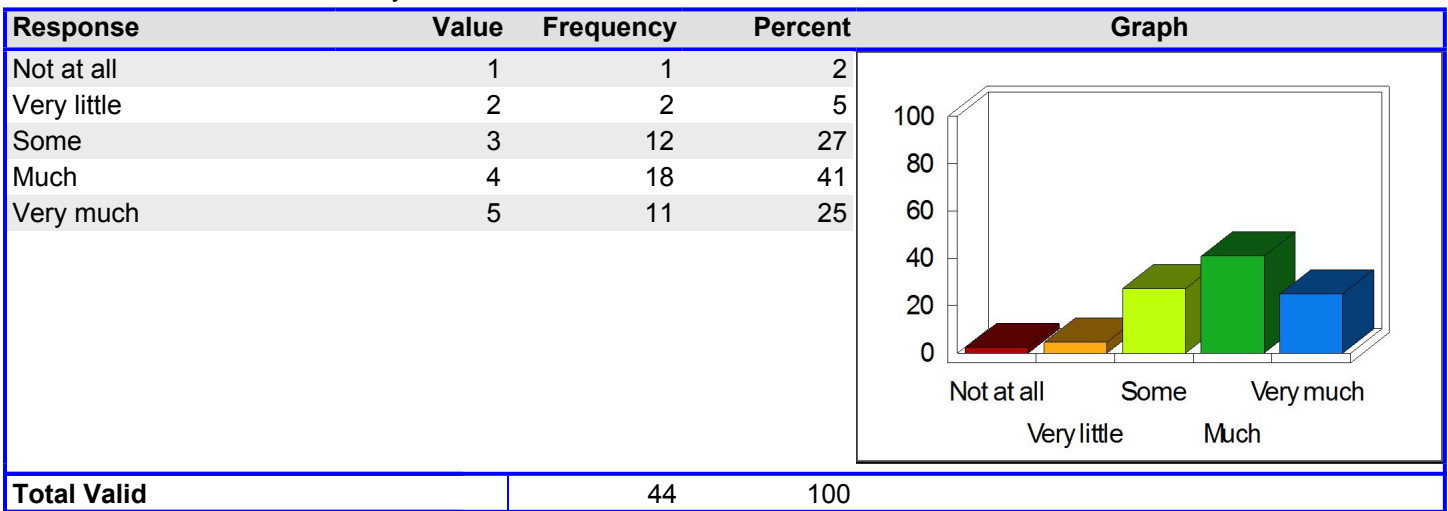 Response Value Frequency Percent Graph
Not at all 1 1 2
Very little 2 2 5
Some 3 12 27
Much 4 18 41
Very much 5 11 25
100
80
60
40
20
0
Not at all Some Very much
Very little Much
Total Valid 44 100